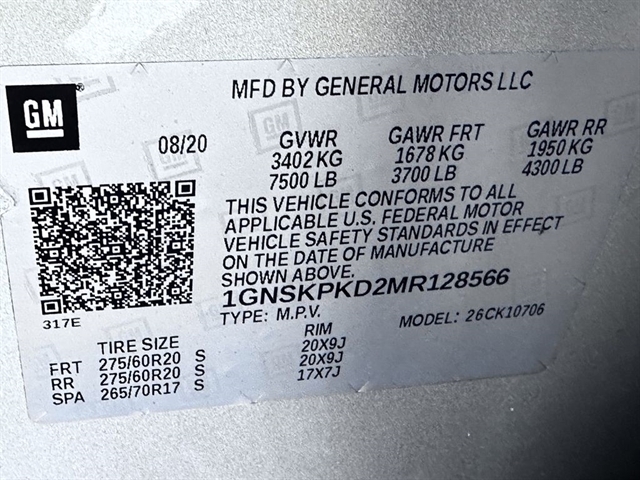 GM ®
MFD BY GENERAL MOTORS LLC
08/20
GVWR GAWR FRT GAWR RR
3402 KG 1678 KG 1950 KG
7500 LB 3700 LB 4300 LB
THIS VEHICLE CONFORMS TO ALL
APPLICABLE U.S. FEDERAL MOTOR
VEHICLE SAFETY STANDARDS IN EFFECT
ON THE DATE OF MANUFACTURE
SHOWN ABOVE.
1GNSKPKD2MR128566
317E
TYPE: M.P.V. MODEL: 26CK10706
TIRE SIZE RIM
FRT 275/60R20 S 20X9J
RR 275/60R20 S 20X9J
SPA 265/70R17 S 17X7J